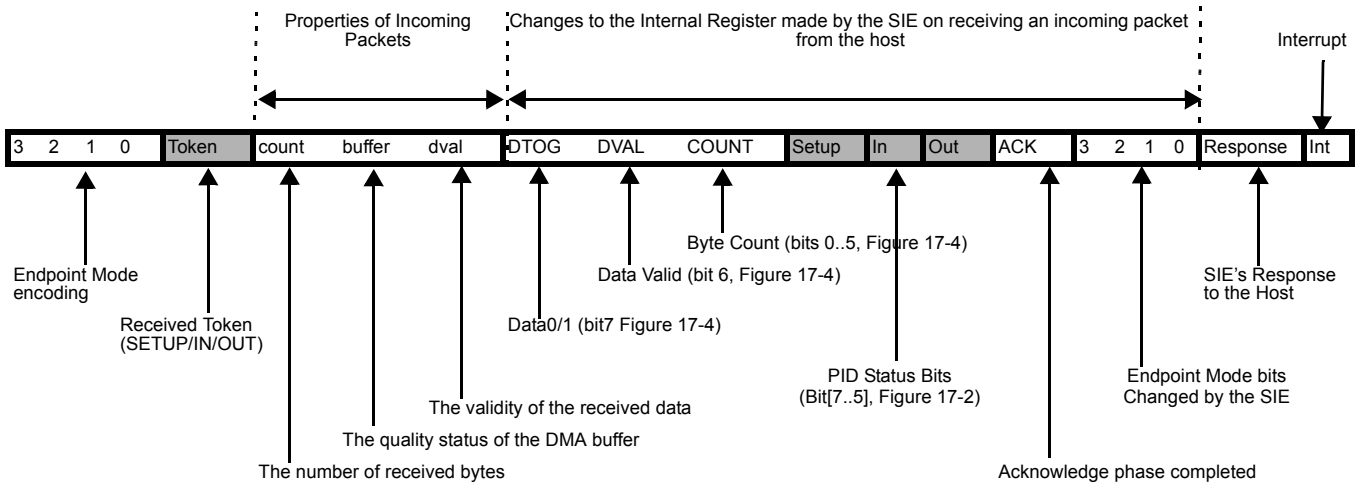 Properties of Incoming
Packets
Changes to the Internal Register made by the SIE on receiving an incoming packet
from the host
Interrupt
3 2 1 0 Token count buffer dval DTOG DVAL COUNT Setup In Out ACK 3 2 1 0 Response Int
Byte Count (bits 0..5, Figure 17-4)
Endpoint Mode
encoding
Data Valid (bit 6, Figure 17-4)
SIE's Response
to the Host
Received Token
(SETUP/IN/OUT)
Data0/1 (bit7 Figure 17-4)
PID Status Bits
(Bit[7..5], Figure 17-2)
Endpoint Mode bits
Changed by the SIE
The validity of the received data
The quality status of the DMA buffer
The number of received bytes
Acknowledge phase completed